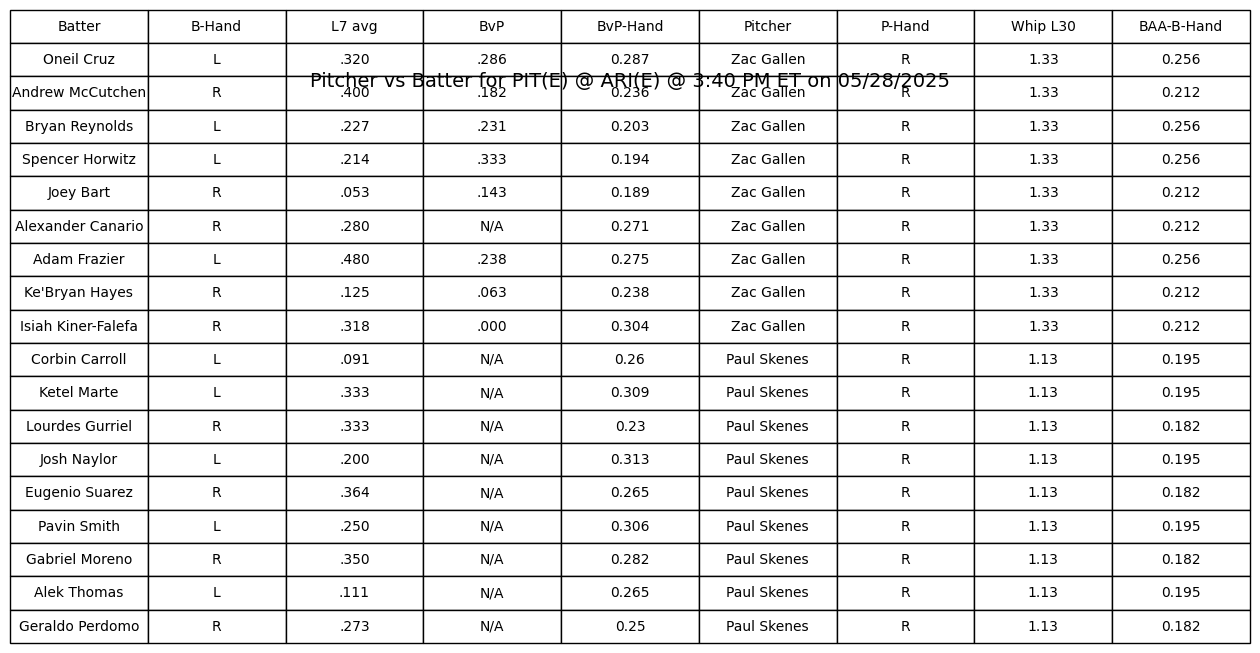 Batter B-Hand L7 avg BvP BvP-Hand Pitcher P-Hand Whip L30 BAA-B-Hand
Oneil Cruz L .320 .286 0.287 Zac Gallen R 1.33 0.256
Pitcher vs Batter for PIT(E) @ ARI(E) @ 3:40 PM ET on 05/28/2025
Andrew McCutchen R .400 .182 0.236 Zac Gallen R 1.33 0.212
Bryan Reynolds L .227 .231 0.203 Zac Gallen R 1.33 0.256
Spencer Horwitz L .214 .333 0.194 Zac Gallen R 1.33 0.256
Joey Bart R .053 .143 0.189 Zac Gallen R 1.33 0.212
Alexander Canario R .280 N/A 0.271 Zac Gallen R 1.33 0.212
Adam Frazier L .480 .238 0.275 Zac Gallen R 1.33 0.256
Ke'Bryan Hayes R .125 .063 0.238 Zac Gallen R 1.33 0.212
Isiah Kiner-Falefa R .318 .000 0.304 Zac Gallen R 1.33 0.212
Corbin Carroll L .091 N/A 0.26 Paul Skenes R 1.13 0.195
Ketel Marte L .333 N/A 0.309 Paul Skenes R 1.13 0.195
Lourdes Gurriel R .333 N/A 0.23 Paul Skenes R 1.13 0.182
Josh Naylor L .200 N/A 0.313 Paul Skenes R 1.13 0.195
Eugenio Suarez R .364 N/A 0.265 Paul Skenes R 1.13 0.182
Pavin Smith L .250 N/A 0.306 Paul Skenes R 1.13 0.195
Gabriel Moreno R .350 N/A 0.282 Paul Skenes R 1.13 0.182
Alek Thomas L .111 N/A 0.265 Paul Skenes R 1.13 0.195
Geraldo Perdomo R .273 N/A 0.25 Paul Skenes R 1.13 0.182